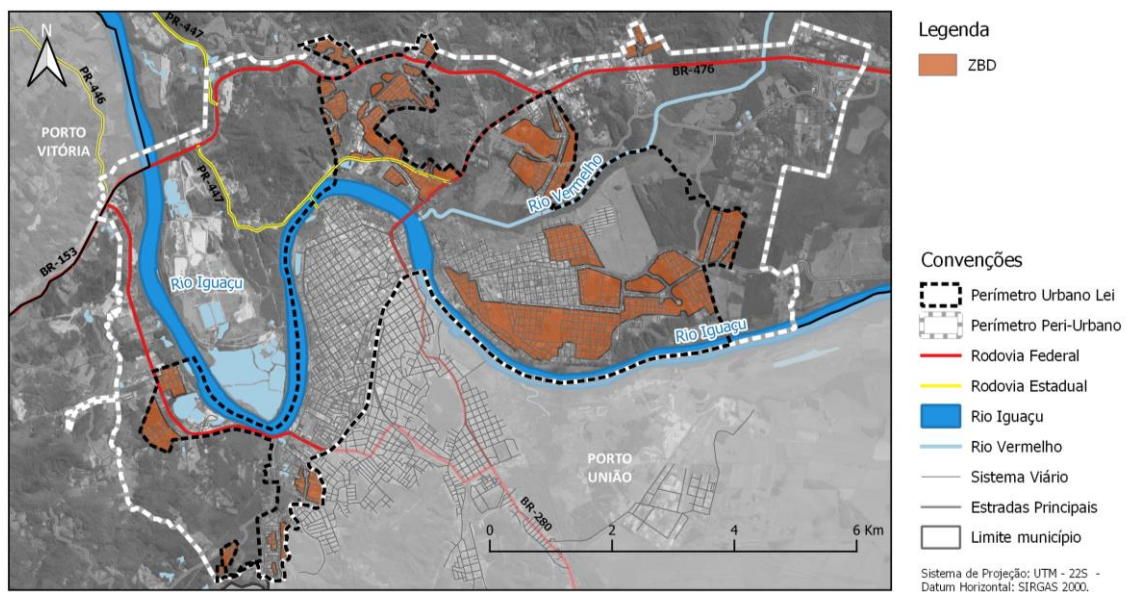 N
PR-447
PR-446
PORTO
VITÓRIA
PR-447
BR-153
BR-476
Rio Vermelho
Rio Iguaçu
Rio Iguaçu
PORTO
UNIÃO
BR-280
0 2 4 6 Km
Legenda
ZBD
Convenções
Perímetro Urbano Lei
Perímetro Peri-Urbano
Rodovia Federal
Rodovia Estadual
Rio Iguaçu
Rio Vermelho
Sistema Viário
Estradas Principais
Limite município
Sistema de Projeção: UTM - 22S -
Datum Horizontal: SIRGAS 2000.